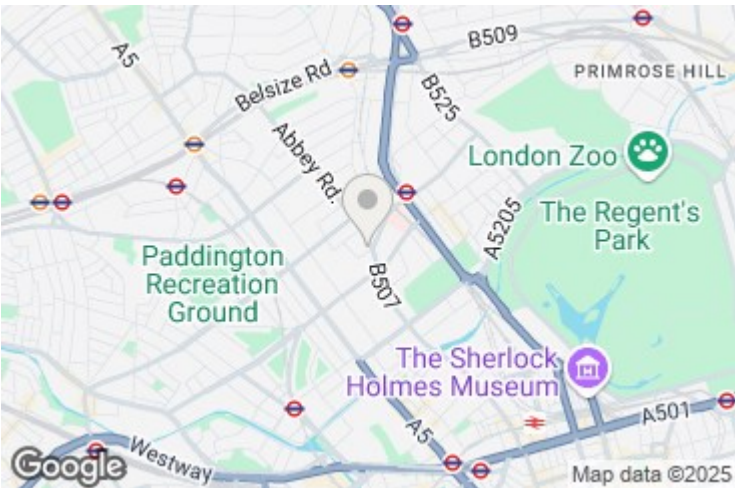 A5
B509
B525
PRIMROSE HILL
Belsize Rd
Abbey Rd.
London Zoo
A5205
The Regent's
Park
Paddington
Recreation
Ground
B507
The Sherlock
Holmes Museum
A5
A501
Westway
Google
Map data ©2025